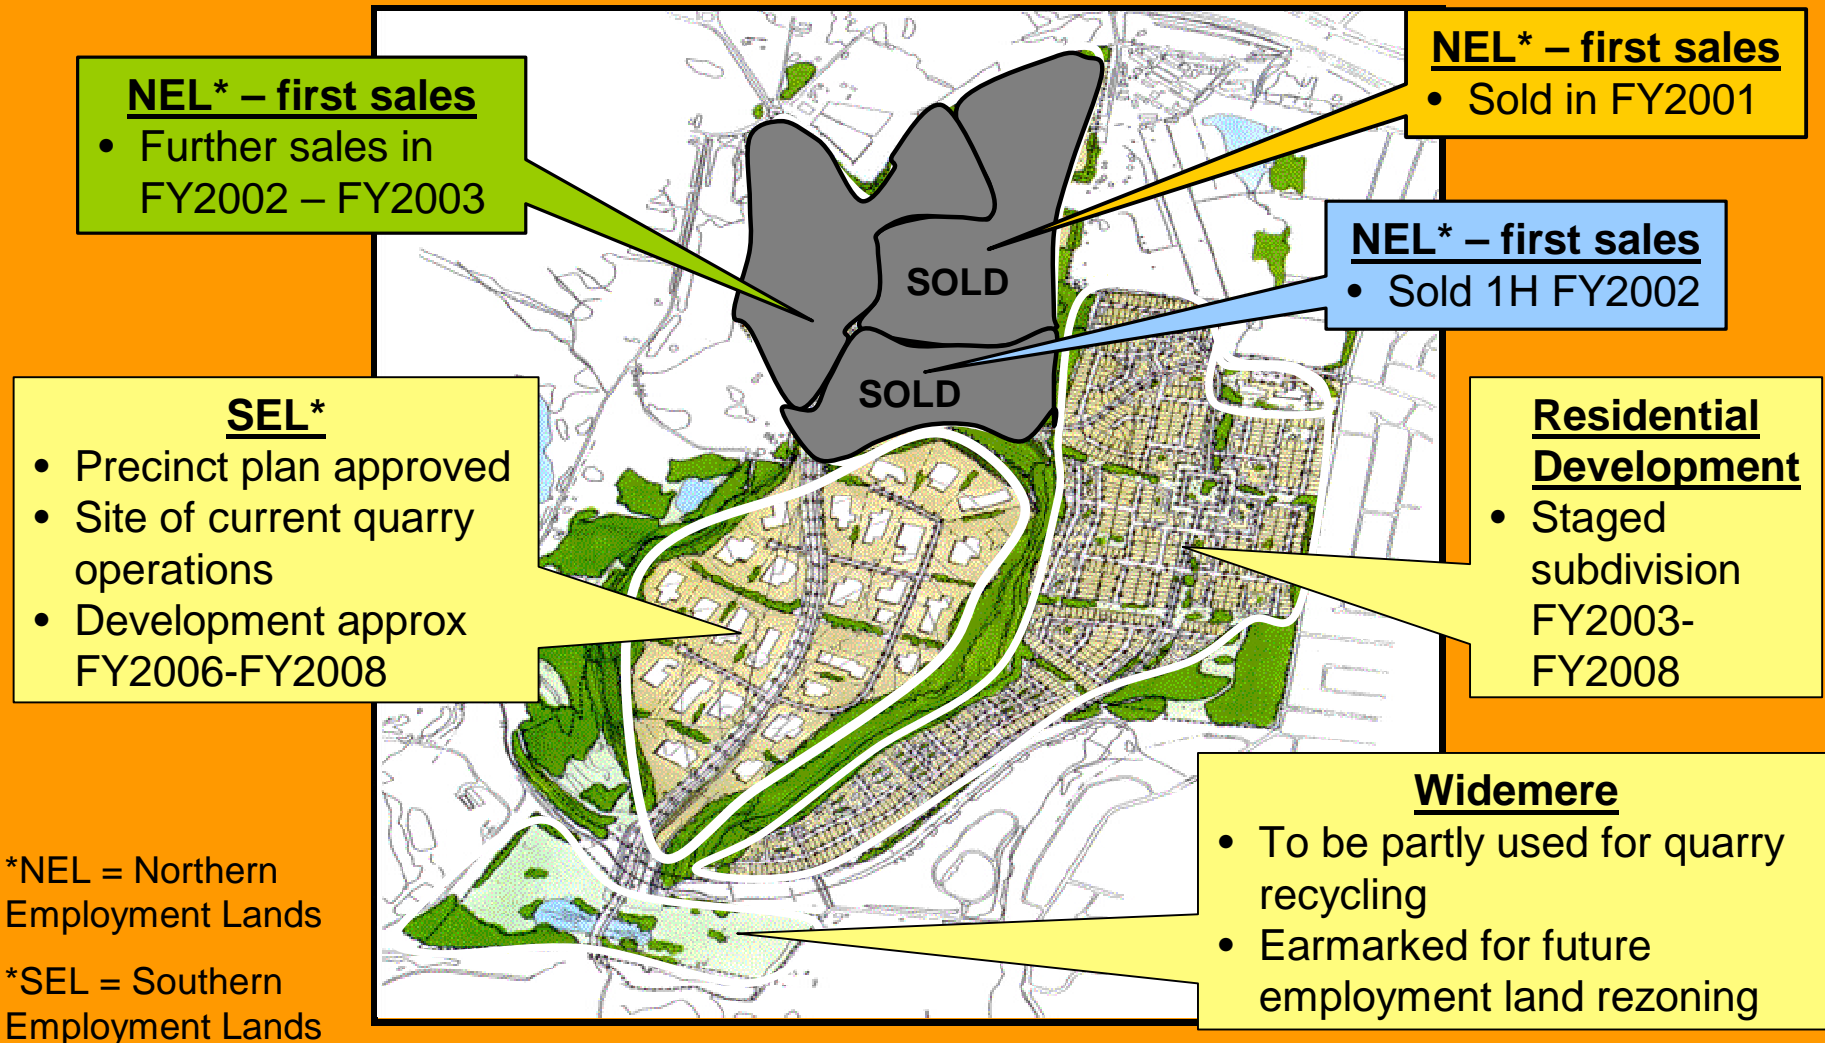 NEL* – first sales
• Further sales in
FY2002 – FY2003
NEL* – first sales
• Sold in FY2001
NEL* – first sales
• Sold 1H FY2002
SOLD
SOLD
SEL*
• Precinct plan approved
• Site of current quarry
operations
• Development approx
FY2006-FY2008
Residential
Development
• Staged
subdivision
FY2003-
FY2008
Widemere
• To be partly used for quarry
recycling
• Earmarked for future
employment land rezoning
*NEL = Northern
Employment Lands
*SEL = Southern
Employment Lands